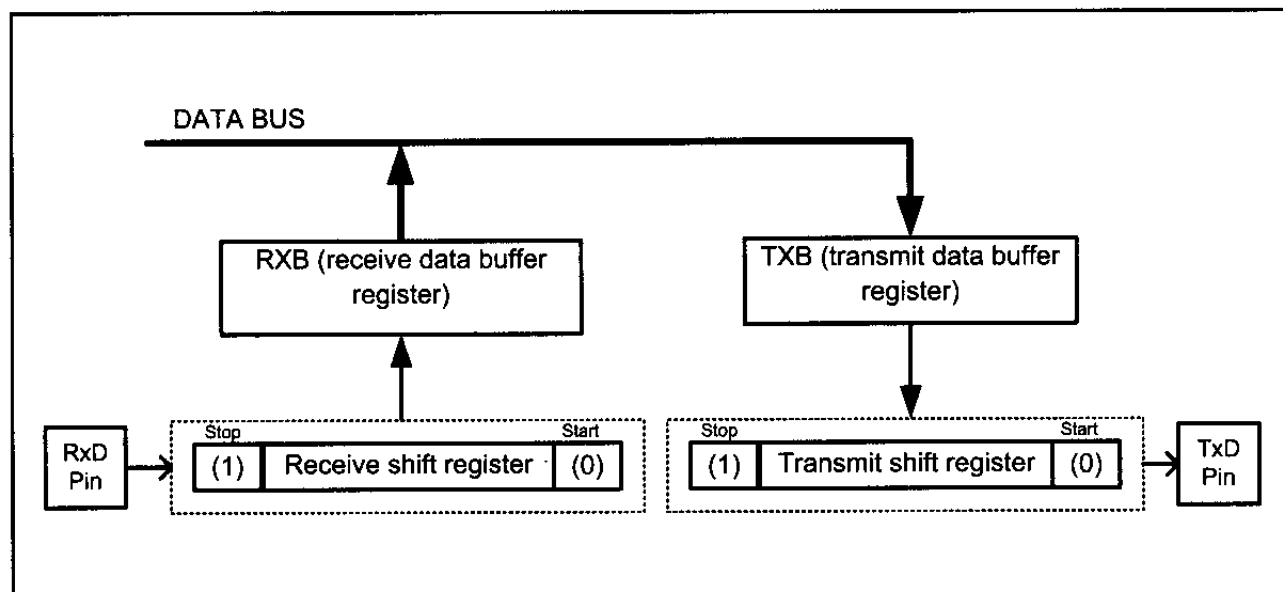 DATA BUS
RXB (receive data buffer
register)
TXB (transmit data buffer
register)
RxD
Pin
Stop
Start
(1)
Receive shift register
(0)
Stop
Start
(1)
Transmit shift register
(0)
TxD
Pin